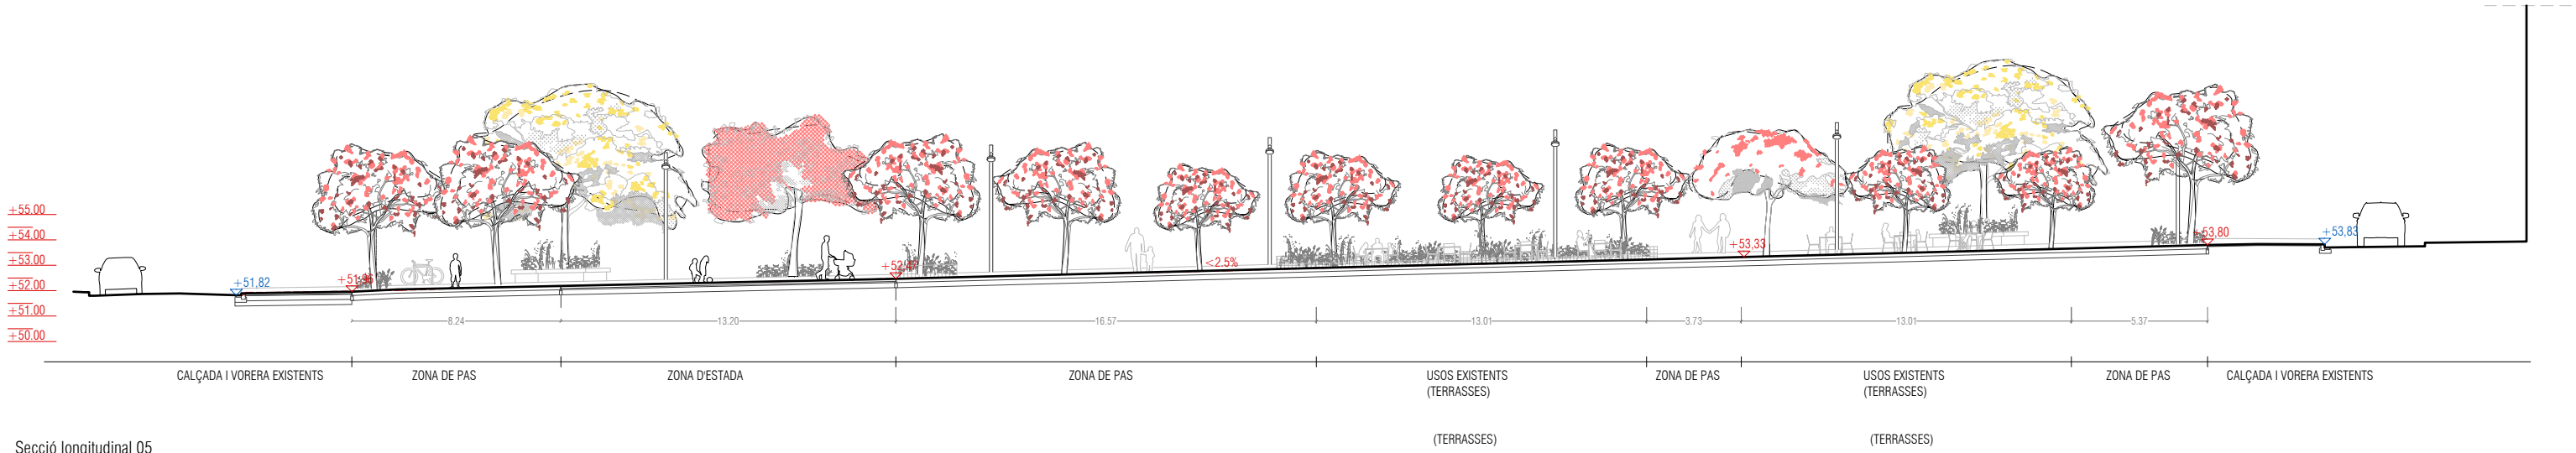 +55.00
+54.00
+53.00
+52.00
+51.00
+50.00
+51,82
<2.5%
+53,33
+53,80
+53,83
8.24
13.20
16.57
13.01
3.73
13.01
5.37
CALÇADA I VORERA EXISTENTS
ZONA DE PAS
ZONA D'ESTADA
ZONA DE PAS
USOS EXISTENTS
(TERRASSES)
ZONA DE PAS
USOS EXISTENTS
(TERRASSES)
ZONA DE PAS
CALÇADA I VORERA EXISTENTS
(TERRASSES)
(TERRASSES)
Secció longitudinal 05